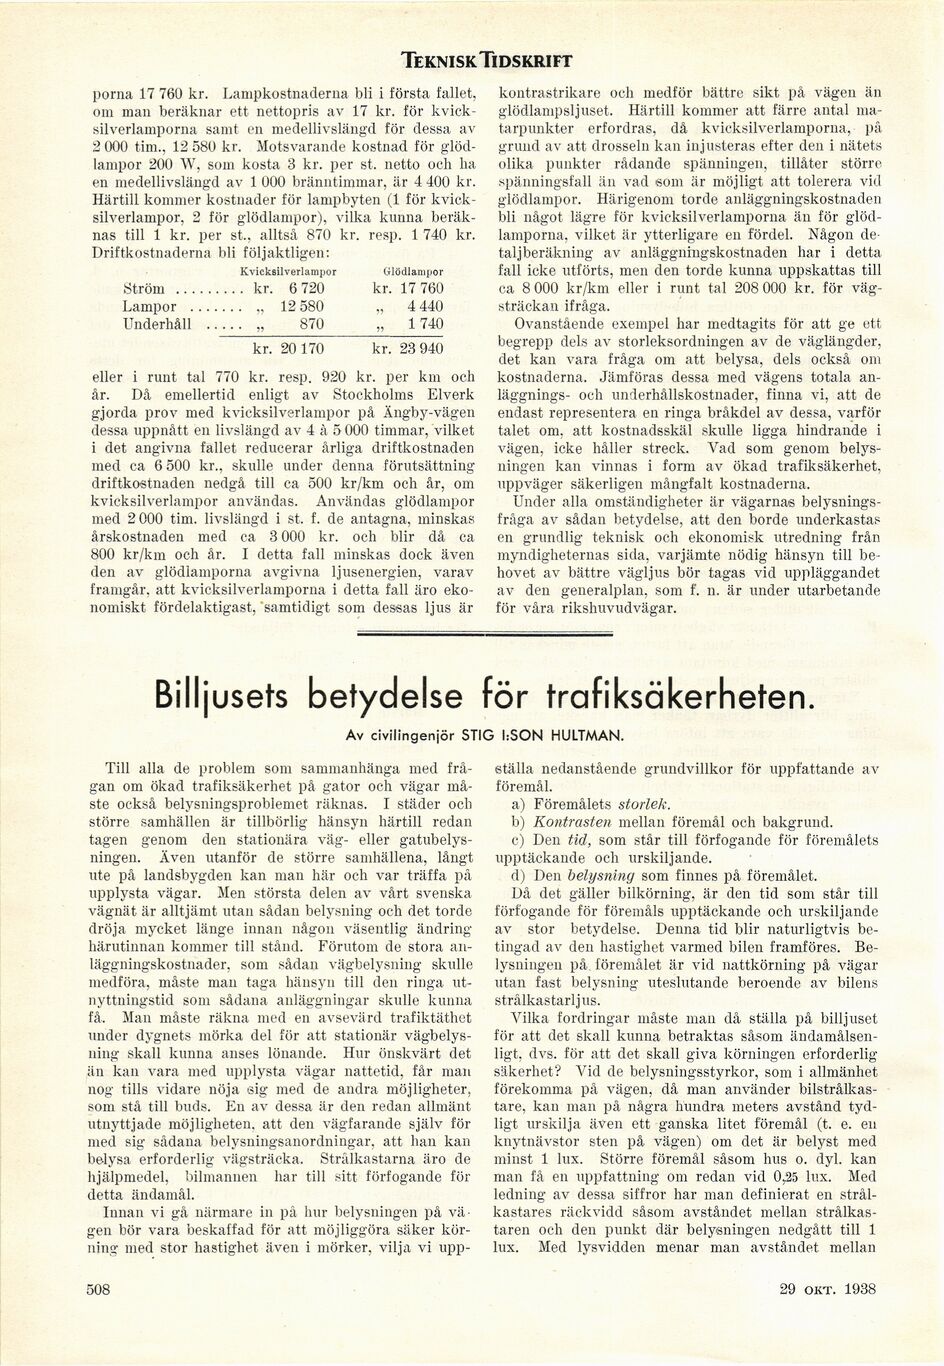 TEKNISK TIDSKRIFT
porna 17 760 kr. Lampkostnaderna bli i första fallet,
om man beräknar ett nettopris av 17 kr. för kvick-
silverlamporna samt en medellivslängd för dessa av
2 000 tim., 12 580 kr. Motsvarande kostnad för glöd-
lampor 200 W, som kosta 3 kr. per st. netto och ha
en medellivslängd av 1 000 bränntimmar, är 4 400 kr.
Härtill kommer kostnader för lampbyten (1 för kvick-
silverlampor, 2 för glödlampor), vilka kunna beräk-
nas till 1 kr. per st., alltså 870 kr. resp. 1 740 kr.
Driftkostnaderna bli följaktligen:
Kvicksilverlampor Glödlampor
Ström ......... kr. 6 720 kr. 17 760
Lampor ....... „ 12 580 „ 4 440
Underhåll ..... „ 870 „ 1 740
kr. 20 170 kr. 23 940
eller i runt tal 770 kr. resp. 920 kr. per km och
år. Då emellertid enligt av Stockholms Elverk
gjorda prov med kvicksilverlampor på Ängby-vägen
dessa uppnått en livslängd av 4 à 5 000 timmar, vilket
i det angivna fallet reducerar årliga driftkostnaden
med ca 6 500 kr., skulle under denna förutsättning
driftkostnaden nedgå till ca 500 kr/km och år, om
kvicksilverlampor användas. Användas glödlampor
med 2 000 tim. livslängd i st. f. de antagna, minskas
årskostnaden med ca 3 000 kr. och blir då ca
800 kr/km och år. I detta fall minskas dock även
den av glödlamporna avgivna ljusenergien, varav
framgår, att kvicksilverlamporna i detta fall äro eko-
nomiskt fördelaktigast, samtidigt som dessas ljus är
kontrastrikare och medför bättre sikt på vägen än
glödlampsljuset. Härtill kommer att färre antal ma-
tarpunkter erfordras, då kvicksilverlamporna, på
grund av att drosseln kan injusteras efter den i nätets
olika punkter rådande spänningen, tillåter större
spänningsfall än vad som är möjligt att tolerera vid
glödlampor. Härigenom torde anläggningskostnaden
bli något lägre för kvicksilverlamporna än för glöd-
lamporna, vilket är ytterligare en fördel. Någon de-
taljberäkning av anläggningskostnaden har i detta
fall icke utförts, men den torde kunna uppskattas till
ca 8 000 kr/km eller i runt tal 208 000 kr. för väg-
sträckan ifråga.
Ovanstående exempel har medtagits för att ge ett
begrepp dels av storleksordningen av de väglängder,
det kan vara fråga om att belysa, dels också om
kostnaderna. Jämföras dessa med vägens totala an-
läggnings- och underhållskostnader, finna vi, att de
endast representera en ringa bråkdel av dessa, varför
talet om, att kostnadsskäl skulle ligga hindrande i
vägen, icke håller streck. Vad som genom belys-
ningen kan vinnas i form av ökad trafiksäkerhet,
uppväger säkerligen mångfalt kostnaderna.
Under alla omständigheter är vägarnas belysnings-
fråga av sådan betydelse, att den borde underkastas
en grundlig teknisk och ekonomisk utredning från
myndigheternas sida, varjämte nödig hänsyn till be-
hovet av bättre vägljus bör tagas vid uppläggandet
av den generalplan, som f. n. är under utarbetande
för våra rikshuvudvägar.
Billjusets betydelse för trafiksäkerheten.
Av civilingenjör STIG I:SON HULTMAN.
Till alla de problem som sammanhänga med frå-
gan om ökad trafiksäkerhet på gator och vägar må-
ste också belysningsproblemet räknas. I städer och
större samhällen är tillbörlig hänsyn härtill redan
tagen genom den stationära väg- eller gatubelys-
ningen. Även utanför de större samhällena, långt
ute på landsbygden kan man här och var träffa på
upplysta vägar. Men största delen av vårt svenska
vägnät är alltjämt utan sådan belysning och det torde
dröja mycket länge innan någon väsentlig ändring
härutinnan kommer till stånd. Förutom de stora an-
läggningskostnader, som sådan vägbelysning skulle
medföra, måste man taga hänsyn till den ringa ut-
nyttningstid som sådana anläggningar skulle kunna
få. Man måste räkna med en avsevärd trafiktäthet
under dygnets mörka del för att stationär vägbelys-
ning skall kunna anses lönande. Hur önskvärt det
än kan vara med upplysta vägar nattetid, får man
nog tills vidare nöja sig med de andra möjligheter,
som stå till buds. En av dessa är den redan allmänt
utnyttjade möjligheten, att den vägfarande själv för
med sig sådana belysningsanordningar, att han kan
belysa erforderlig vägsträcka. Strålkastarna äro de
hjälpmedel, bilmannen har till sitt förfogande för
detta ändamål.
Innan vi gå närmare in på hur belysningen på vä-
gen bör vara beskaffad för att möjliggöra säker kör-
ning med stor hastighet även i mörker, vilja vi upp-
ställa nedanstående grundvillkor för uppfattande av
föremål.
a) Föremålets storlek.
b) Kontrasten mellan föremål och bakgrund.
c) Den tid, som står till förfogande för föremålets
upptäckande och urskiljande.
d) Den belysning som finnes på föremålet.
Då det gäller bilkörning, är den tid som står till
förfogande för föremåls upptäckande och urskiljande
av stor betydelse. Denna tid blir naturligtvis be-
tingad av den hastighet varmed bilen framföres. Be-
lysningen på föremålet är vid nattkörning på vägar
utan fast belysning uteslutande beroende av bilens
strålkastarljus.
Vilka fordringar måste man då ställa på billjuset
för att det skall kunna betraktas såsom ändamålsen-
ligt, dvs. för att det skall giva körningen erforderlig
säkerhet? Vid de belysningsstyrkor, som i allmänhet
förekomma på vägen, då man använder bilstrålkas-
tare, kan man på några hundra meters avstånd tyd-
ligt urskilja även ett ganska litet föremål (t. e. en
knytnävstor sten på vägen) om det är belyst med
minst 1 lux. Större föremål såsom hus o. dyl. kan
man få en uppfattning om redan vid 0,25 lux. Med
ledning av dessa siffror har man definierat en strål-
kastares räckvidd såsom avståndet mellan strålkas-
taren och den punkt där belysningen nedgått till 1
lux. Med lysvidden menar man avståndet mellan
508
29 OKT. 1938